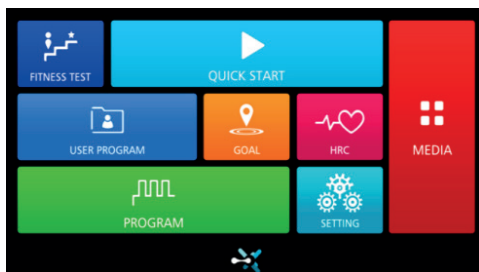 FITNESS TEST
QUICK START
USER PROGRAM
GOAL
HRC
MEDIA
PROGRAM
SETTING